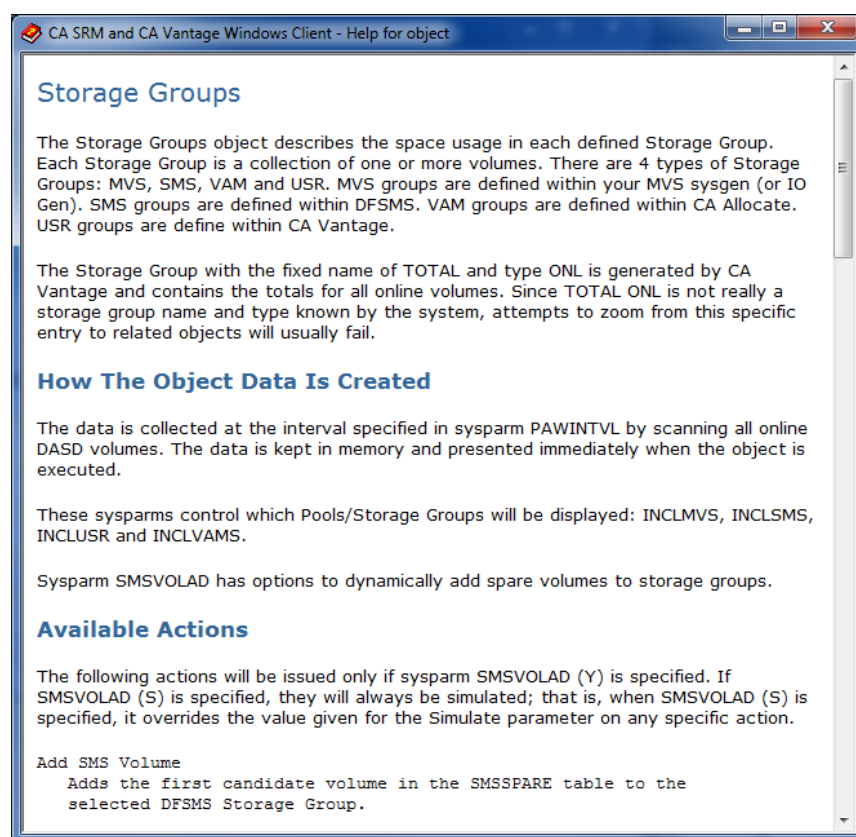 CA SRM and CA Vantage Windows Client - Help for object
Storage Groups
The Storage Groups object describes the space usage in each defined Storage Group.
Each Storage Group is a collection of one or more volumes. There are 4 types of Storage
Groups: MVS, SMS, VAM and USR. MVS groups are defined within your MVS sysgen (or IO
Gen). SMS groups are defined within DFSMS. VAM groups are defined within CA Allocate.
USR groups are define within CA Vantage.
The Storage Group with the fixed name of TOTAL and type ONL is generated by CA
Vantage and contains the totals for all online volumes. Since TOTAL ONL is not really a
storage group name and type known by the system, attempts to zoom from this specific
entry to related objects will usually fail.
How The Object Data Is Created
The data is collected at the interval specified in sysparm PAWINTVL by scanning all online
DASD volumes. The data is kept in memory and presented immediately when the object is
executed.
These sysparms control which Pools/Storage Groups will be displayed: INCLMVS, INCLSMS,
INCLUSR and INCLVAMS.
Sysparm SMSVOLAD has options to dynamically add spare volumes to storage groups.
Available Actions
The following actions will be issued only if sysparm SMSVOLAD (Y) is specified. If
SMSVOLAD (S) is specified, they will always be simulated; that is, when SMSVOLAD (S) is
specified, it overrides the value given for the Simulate parameter on any specific action.
Add SMS Volume
Adds the first candidate volume in the SMSSPARE table to the
selected DFSMS Storage Group.